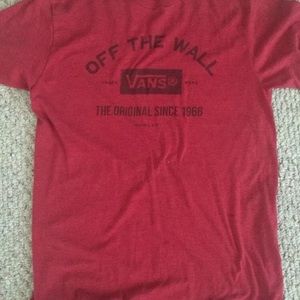 OFF THE WALL
VANS®
THE ORIGINAL SINCE 1966